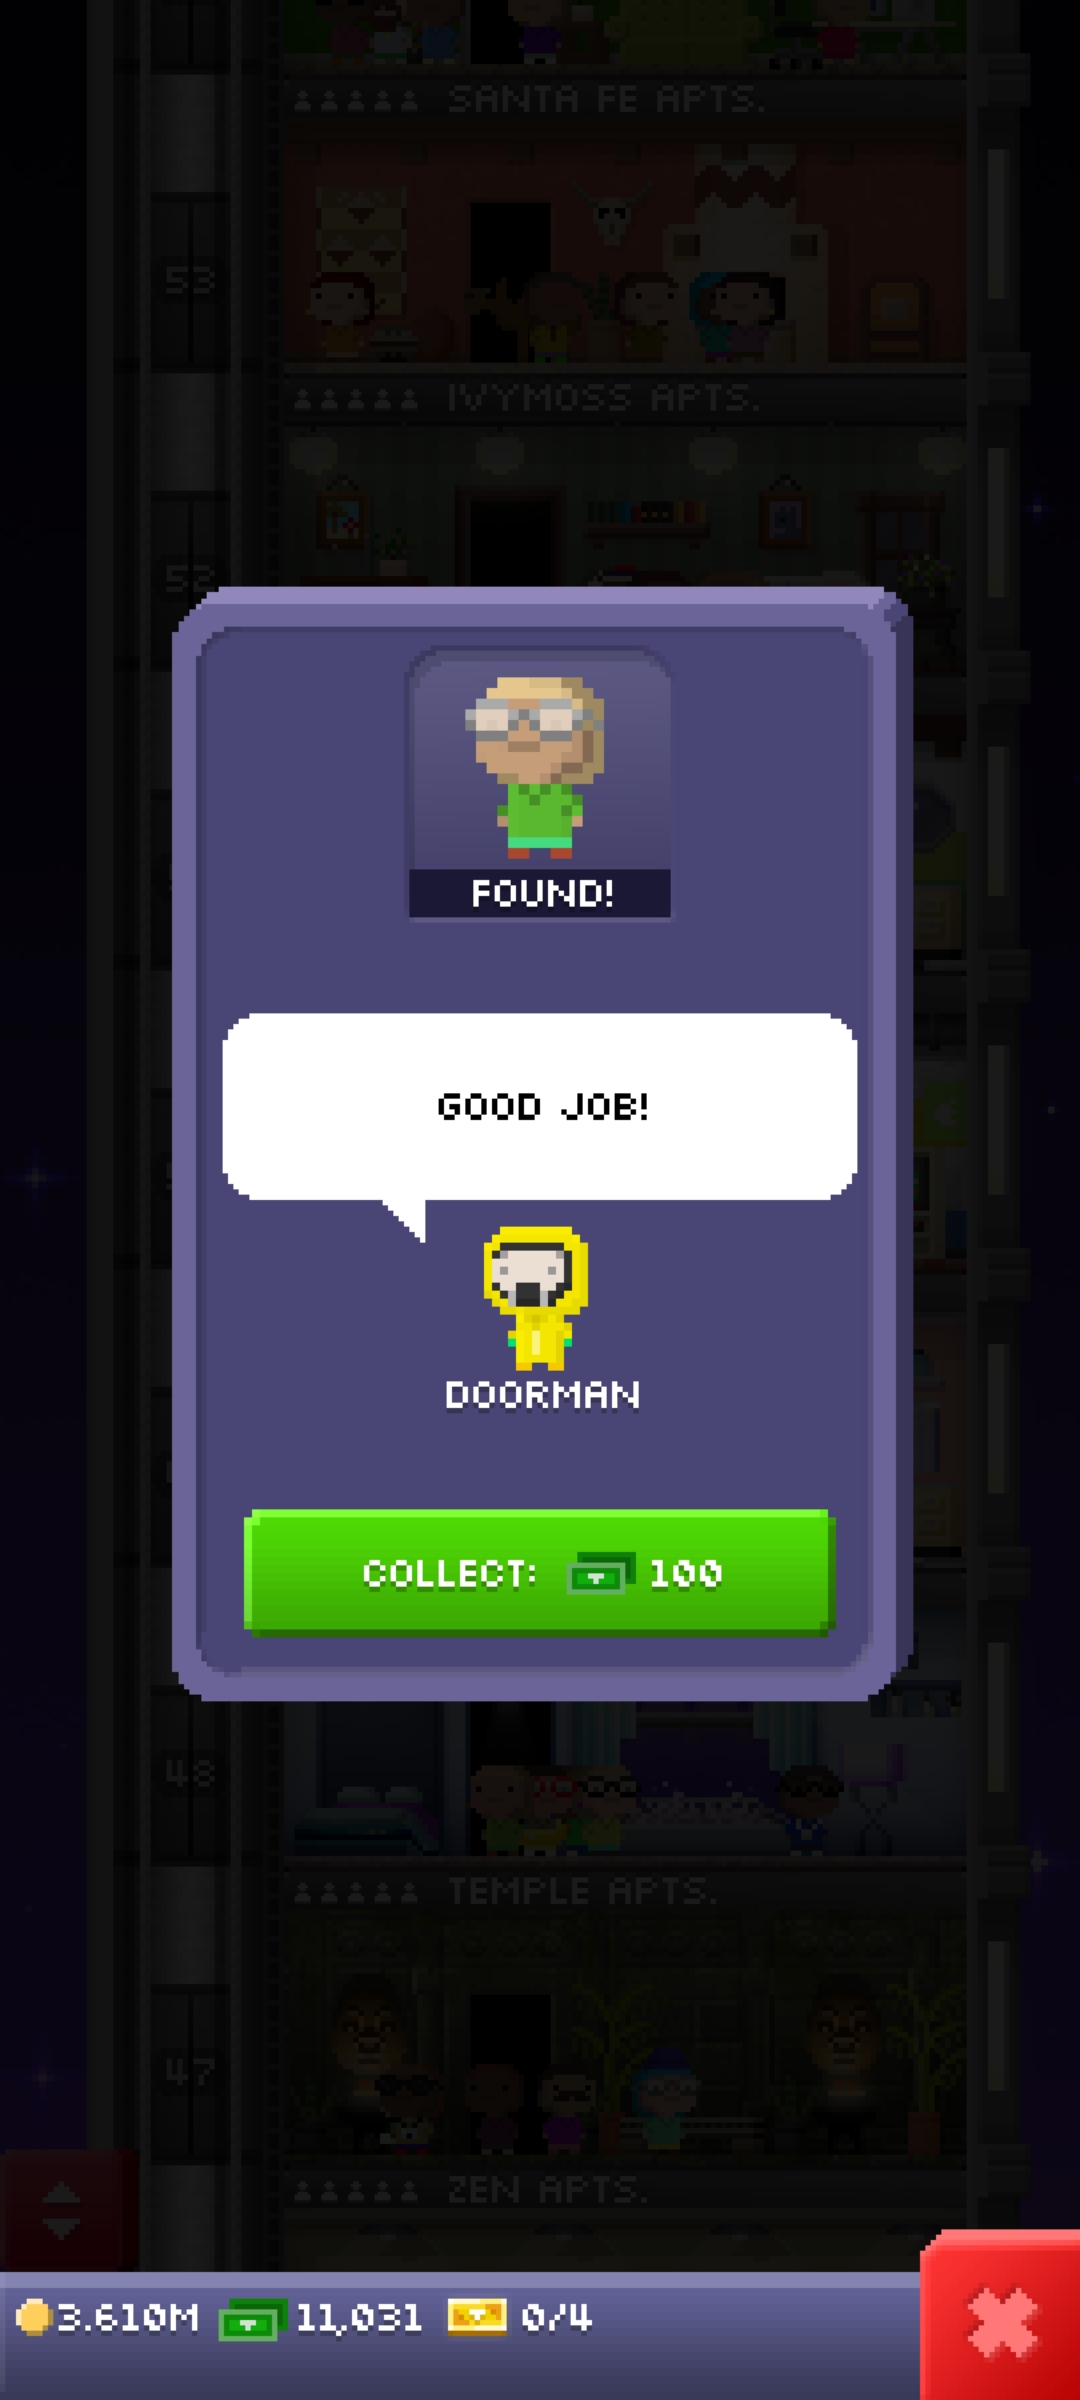 SANTA FE APTS.
53
IVYMOSS APTS.
52
FOUND!
GOOD JOB!
DOORMAN
COLLECT: 100
48
TEMPLE APTS.
47
ZEN APTS.
3.610M 11,031 0/4